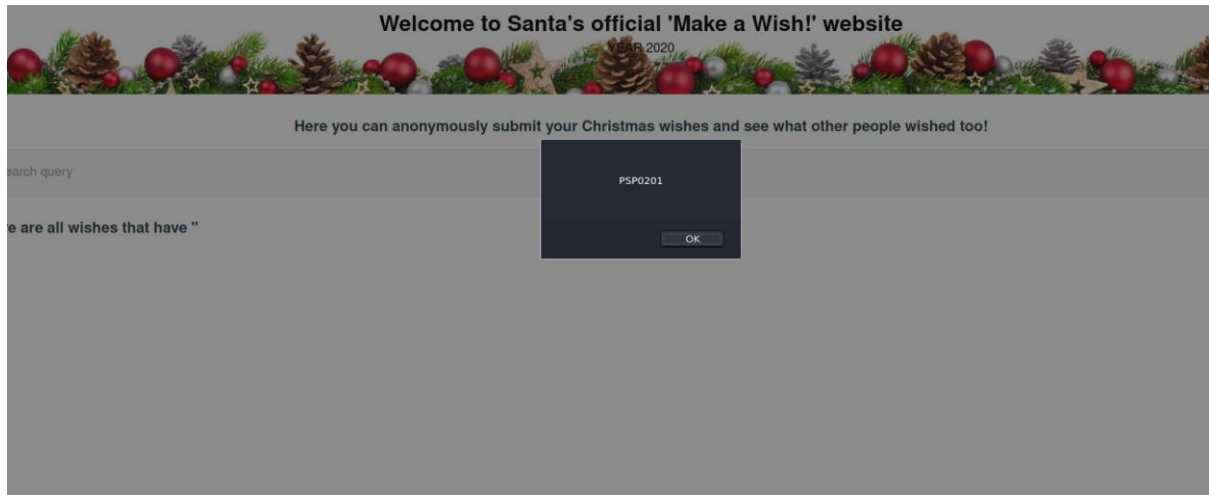 Welcome to Santa's official 'Make a Wish!' website
YEAR 2020
Here you can anonymously submit your Christmas wishes and see what other people wished too!
earch query
PSP0201
OK
e are all wishes that have "